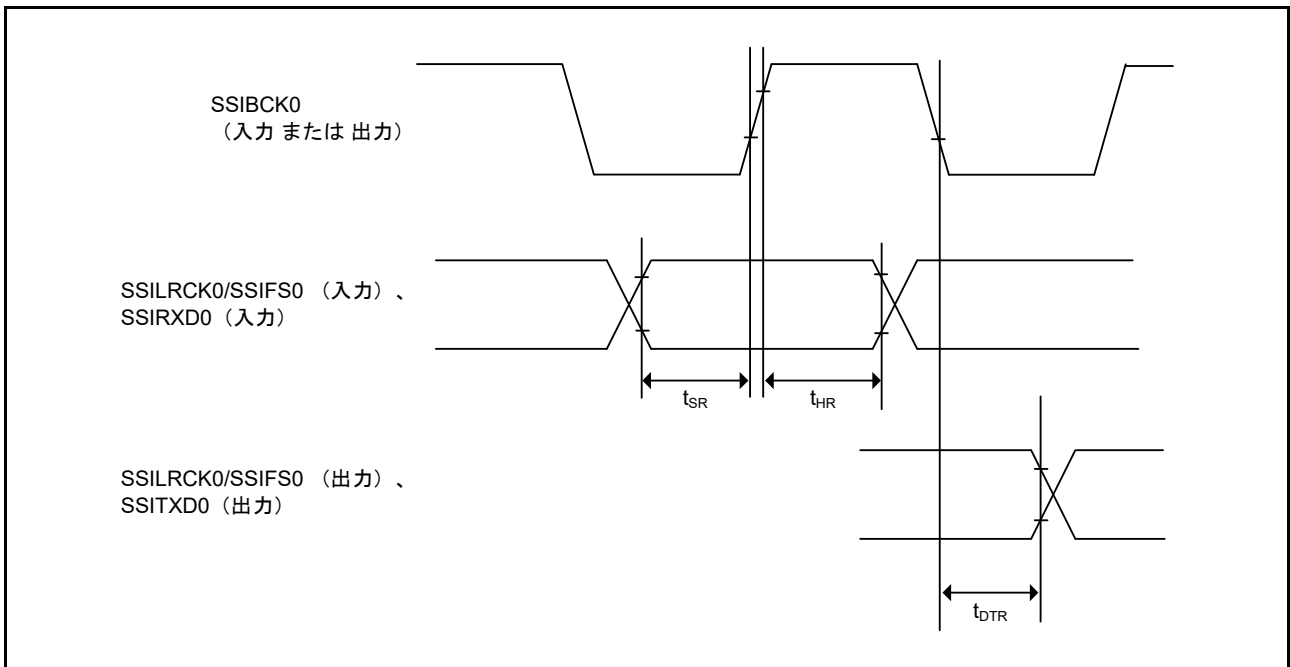 SSIBCK0
(入力 または 出力)
SSILRCK0/SSIFS0 (入力)、
SSIRXD0(入力)
tSR
tHR
SSILRCK0/SSIFS0 (出力)、
SSITXD0(出力)
tDTR